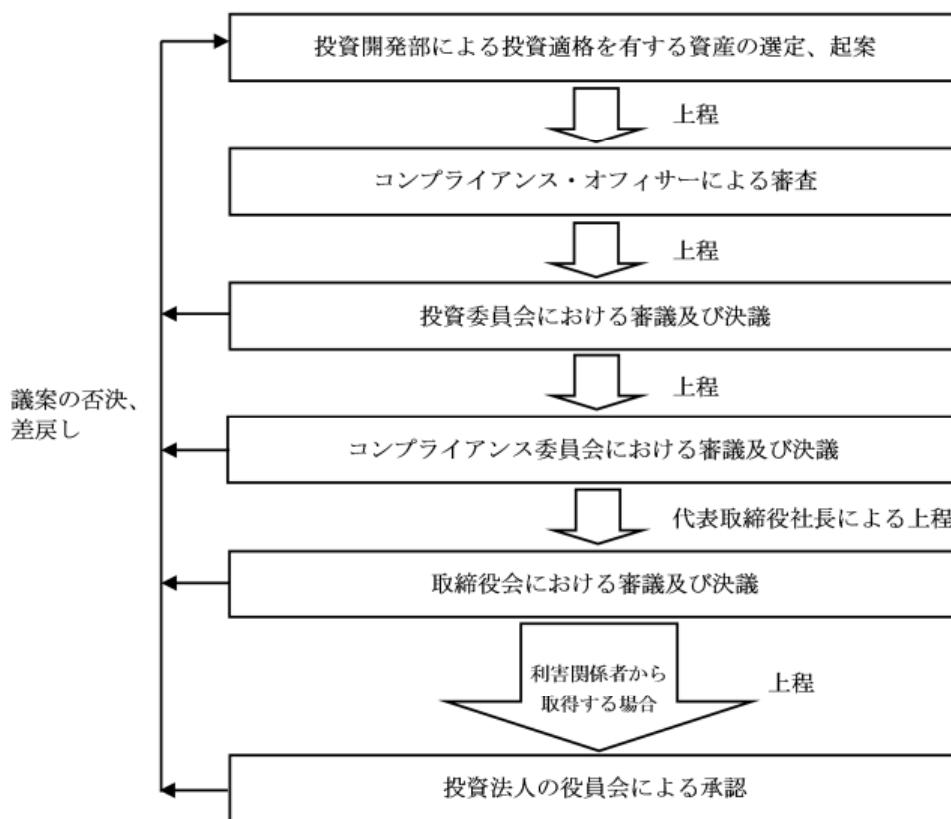 投資開発部による投資適格を有する資産の選定、起案
上程
コンプライアンス・オフィサーによる審査
上程
投資委員会における審議及び決議
上程
議案の否決、
差戻し
コンプライアンス委員会における審議及び決議
代表取締役社長による上程
取締役会における審議及び決議
利害関係者から
取得する場合
上程
投資法人の役員会による承認